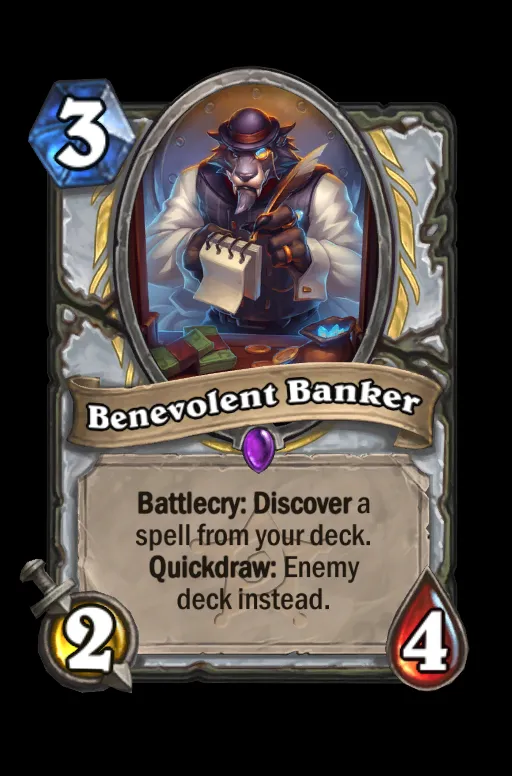 3
Benevolent Banker
Battlecry: Discover a
spell from your deck.
Quickdraw: Enemy
deck instead.
2
4